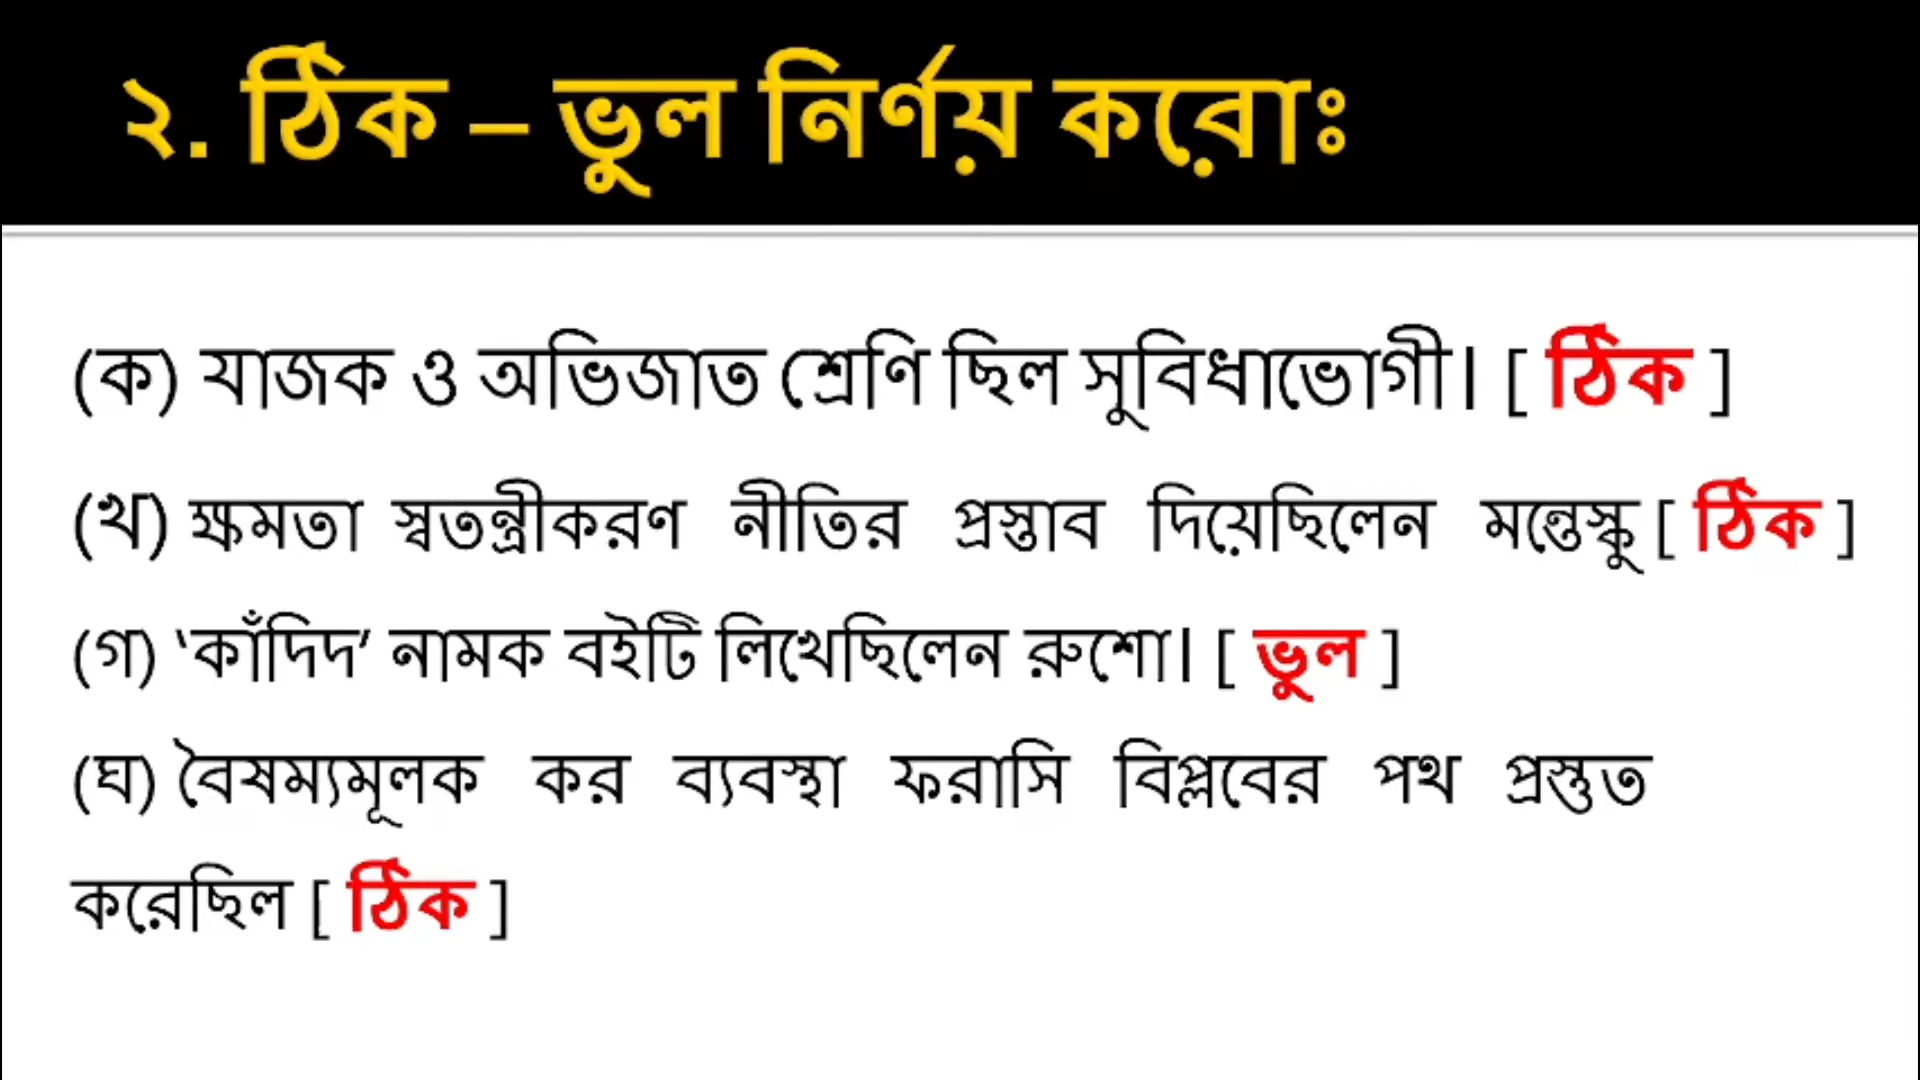 ২. ঠিক – ভুল নির্ণয় করোঃ
(ক) যাজক ও অভিজাত শ্রেণি ছিল সুবিধাভোগী। [ ঠিক ]
(খ) ক্ষমতা স্বতন্ত্রীকরণ নীতির প্রস্তাব দিয়েছিলেন মন্তেস্কু [ ঠিক ]
(গ) ‘কাঁদিদ’ নামক বইটি লিখেছিলেন রুশো। [ ভুল ]
(ঘ) বৈষম্যমূলক কর ব্যবস্থা ফরাসি বিপ্লবের পথ প্রস্তুত
করেছিল [ ঠিক ]